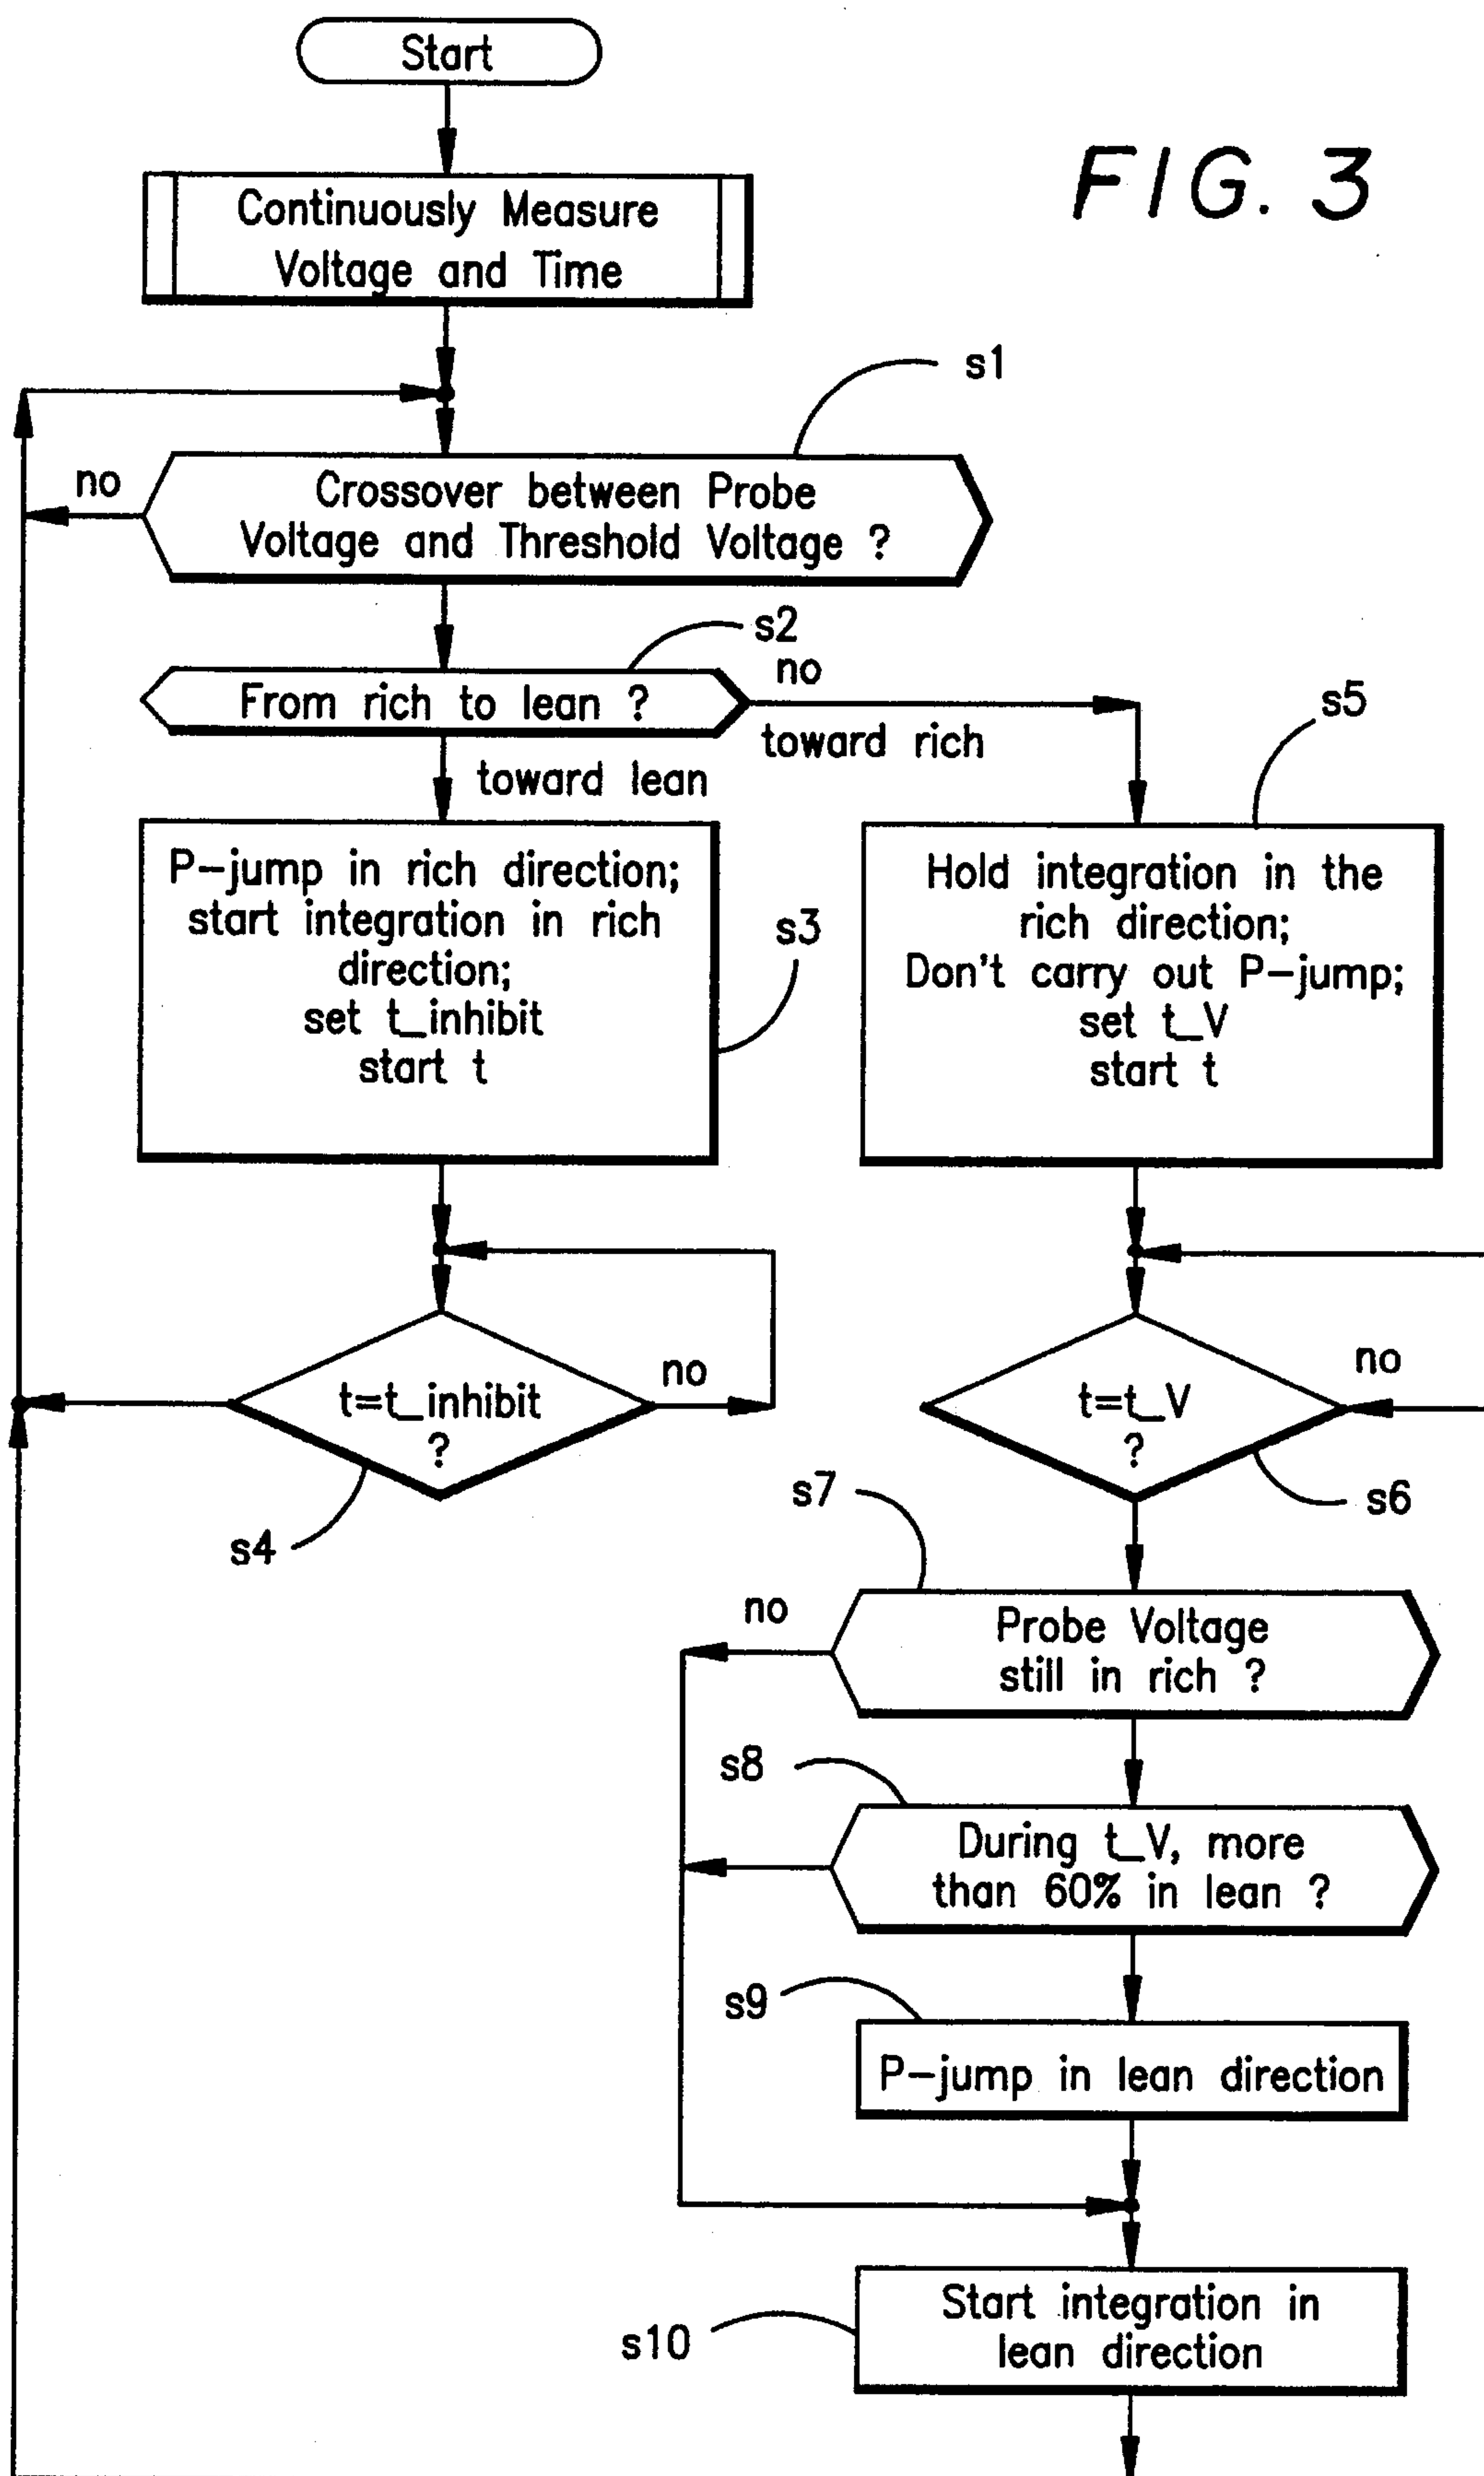 Start
FIG. 3
Continuously Measure
Voltage and Time
s1
no
Crossover between Probe
Voltage and Threshold Voltage ?
s2
From rich to lean ?
no
toward rich
toward lean
s5
P-jump in rich direction;
start integration in rich
direction;
set t_inhibit
start t
s3
Hold integration in the
rich direction;
Don't carry out P-jump;
set t_V
start t
t=t_inhibit
?
no
s4
t=t_V
?
no
s6
s7
no
Probe Voltage
still in rich ?
s8
During t_V, more
than 60% in lean ?
s9
P-jump in lean direction
s10
Start integration in
lean direction